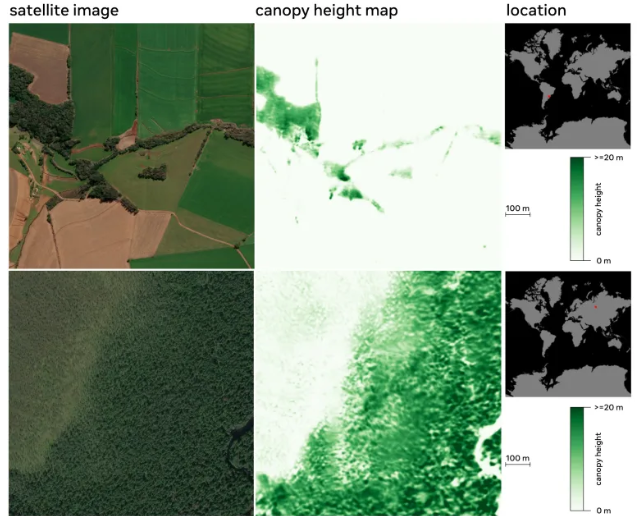 satellite image
canopy height map
location
>=20 m
canopy height
100 m
0 m
>=20 m
canopy height
100 m
0 m